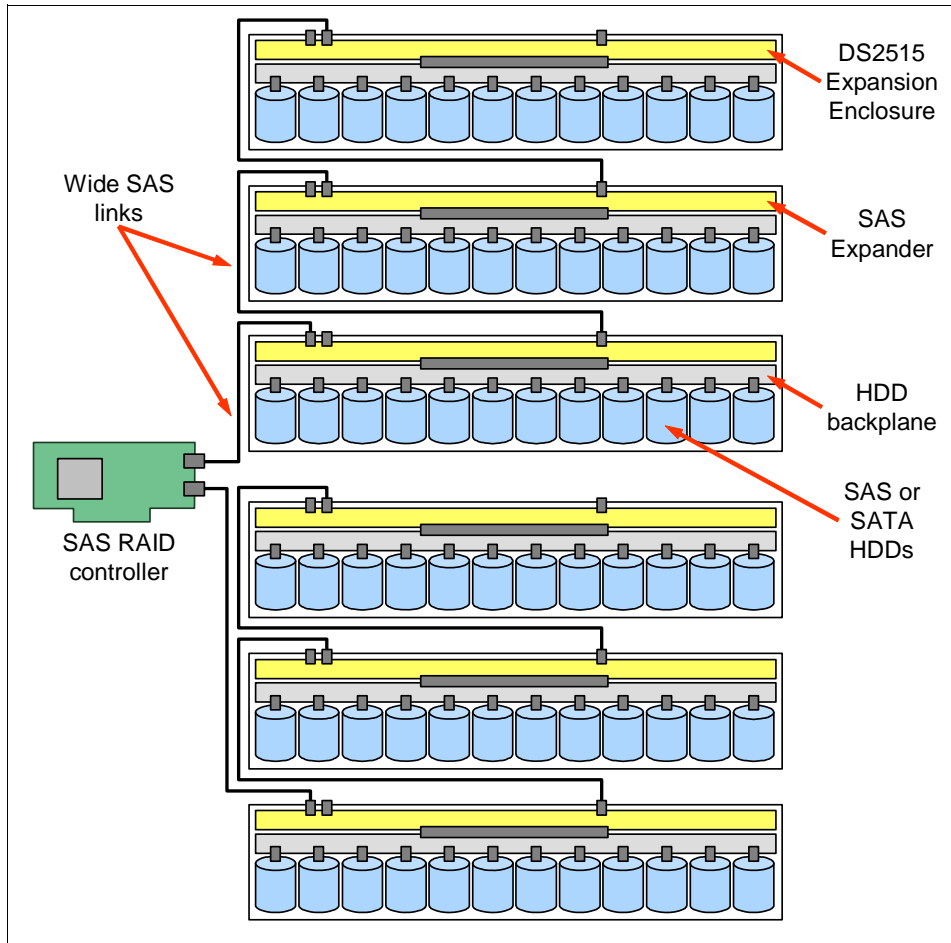 DS2515
Expansion
Enclosure
Wide SAS
links
SAS
Expander
HDD
backplane
SAS RAID
controller
SAS or
SATA
HDDs